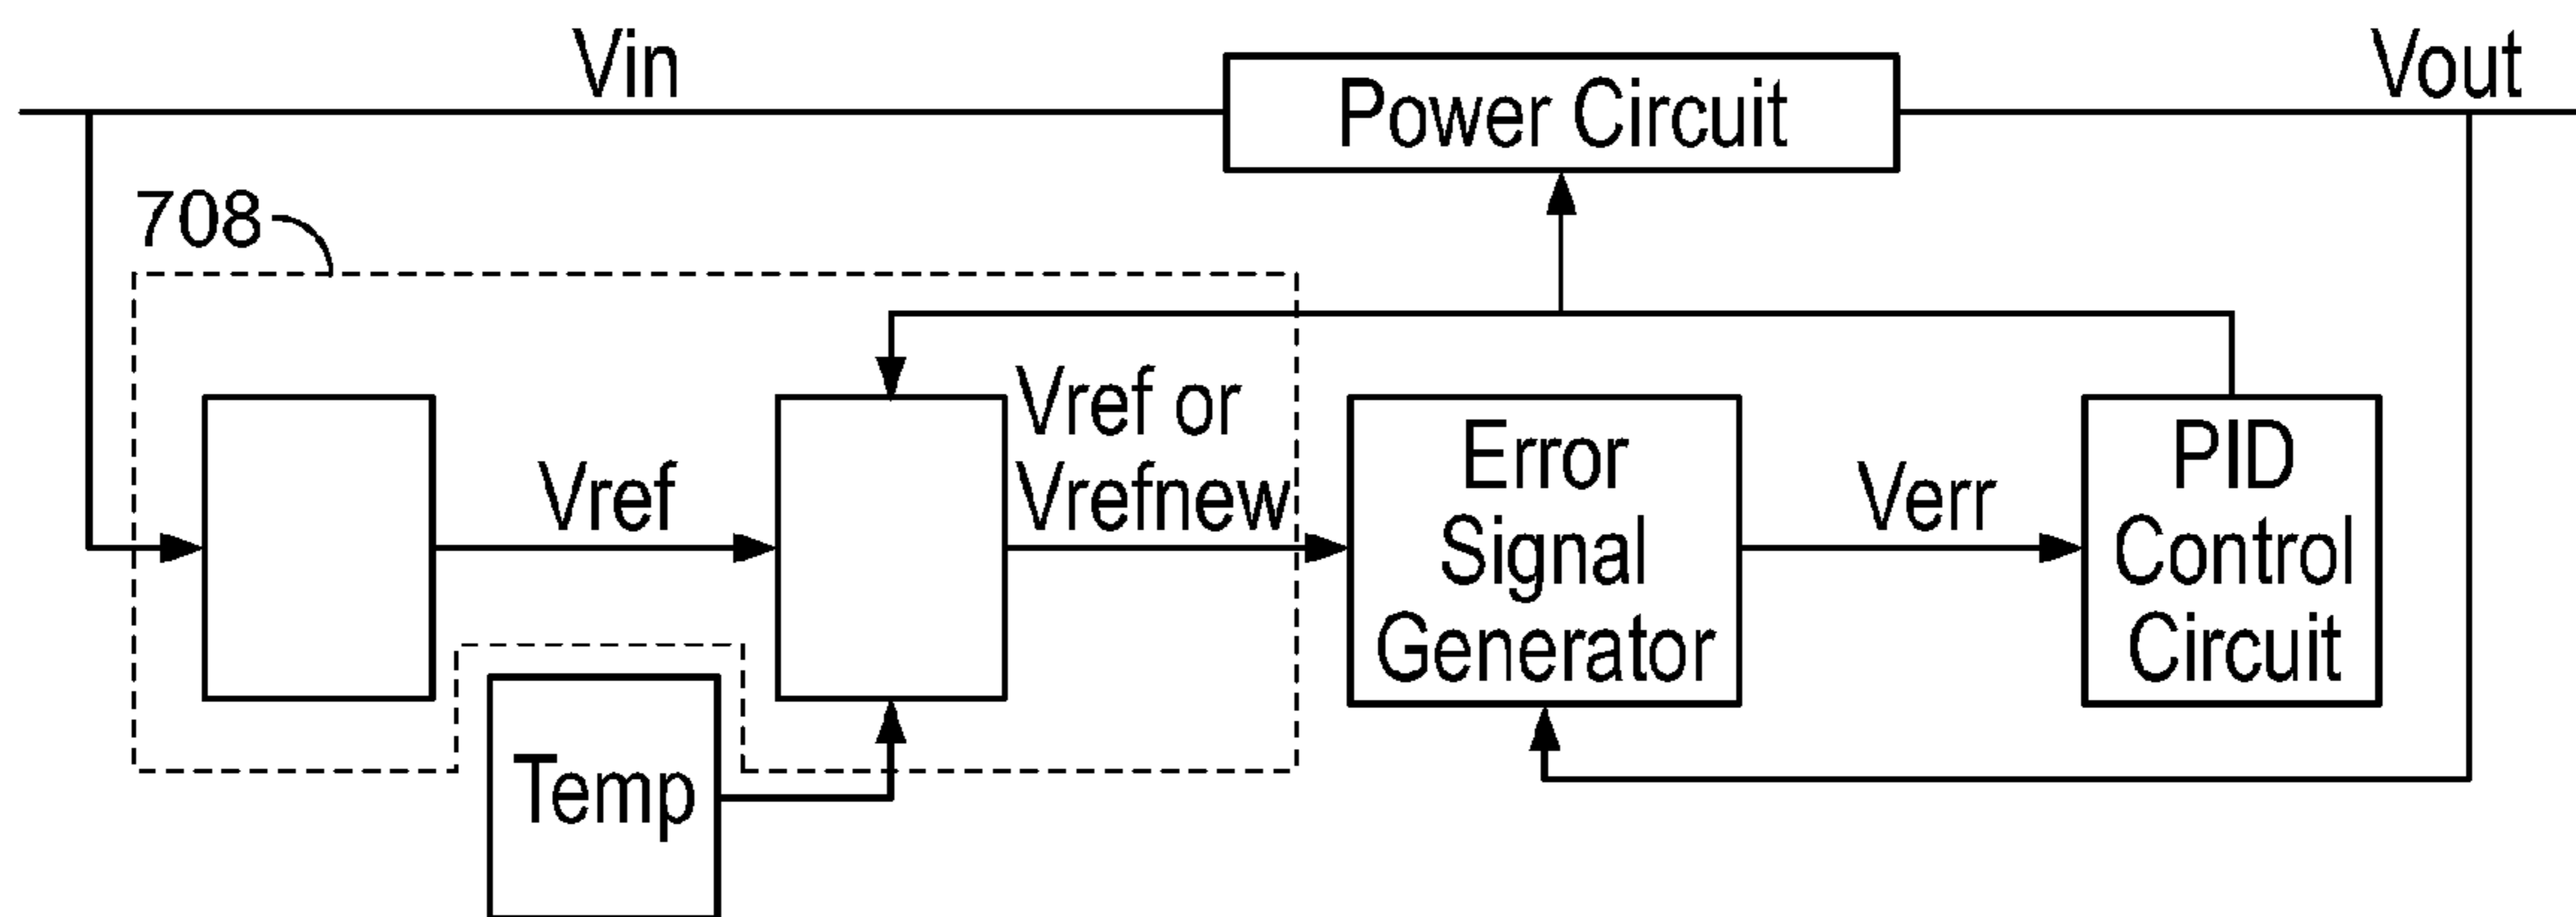 Vin
Power Circuit
Vout
708
Vref
Vref or
Vrefnew
Error
Signal
Generator
Verr
PID
Control
Circuit
Temp